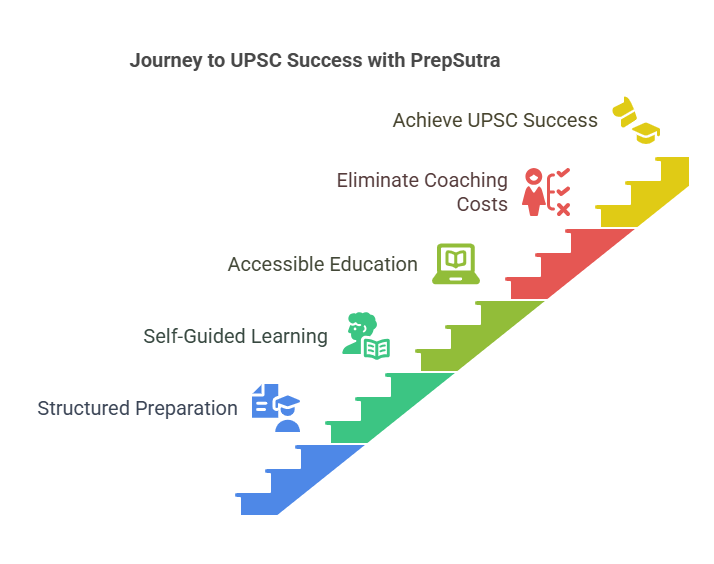 Journey to UPSC Success with PrepSutra
Achieve UPSC Success
Eliminate Coaching
Costs
Accessible Education
Self-Guided Learning
Structured Preparation